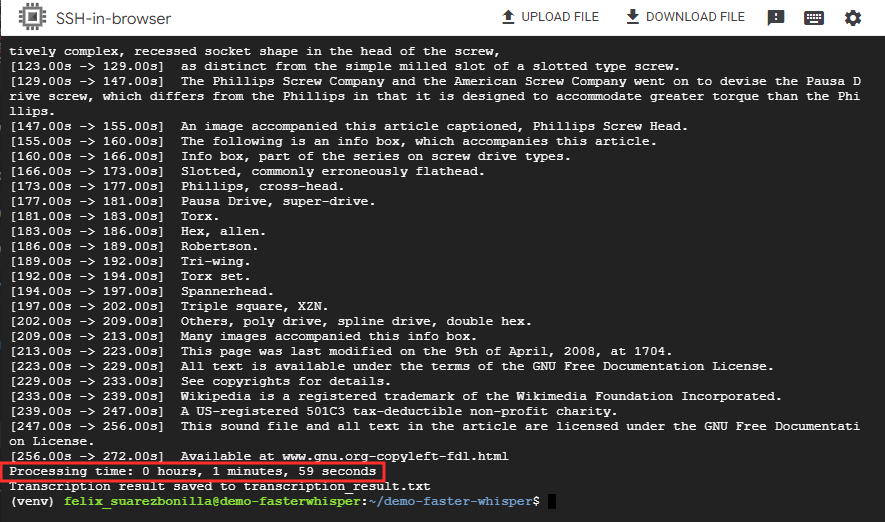 SSH-in-browser
UPLOAD FILE
DOWNLOAD FILE
tively complex, recessed socket shape in the head of the screw,
[123.00s -> 129.00s]  as distinct from the simple milled slot of a slotted type screw.
[129.00s -> 147.00s]  The Phillips Screw Company and the American Screw Company went on to devise the Pausa D
rive screw, which differs from the Phillips in that it is designed to accommodate greater torque than the Phi
llips.
[147.00s -> 155.00s]  An image accompanied this article captioned, Phillips Screw Head.
[155.00s -> 160.00s]  The following is an info box, which accompanies this article.
[160.00s -> 166.00s]  Info box, part of the series on screw drive types.
[166.00s -> 173.00s]  Slotted, commonly erroneously flathead.
[173.00s -> 177.00s]  Phillips, cross-head.
[177.00s -> 181.00s]  Pausa Drive, super-drive.
[181.00s -> 183.00s]  Torx.
[183.00s -> 186.00s]  Hex, allen.
[186.00s -> 189.00s]  Robertson.
[189.00s -> 192.00s]  Tri-wing.
[192.00s -> 194.00s]  Torx set.
[194.00s -> 197.00s]  Spannerhead.
[197.00s -> 202.00s]  Triple square, XZN.
[202.00s -> 209.00s]  Others, poly drive, spline drive, double hex.
[209.00s -> 213.00s]  Many images accompanied this info box.
[213.00s -> 223.00s]  This page was last modified on the 9th of April, 2008, at 1704.
[223.00s -> 229.00s]  All text is available under the terms of the GNU Free Documentation License.
[229.00s -> 233.00s]  See copyrights for details.
[233.00s -> 239.00s]  Wikipedia is a registered trademark of the Wikimedia Foundation Incorporated.
[239.00s -> 247.00s]  A US-registered 501C3 tax-deductible non-profit charity.
[247.00s -> 256.00s]  This sound file and all text in the article are licensed under the GNU Free Documentati
on License.
[256.00s -> 272.00s]  Available at www.gnu.org-copyleft-fdl.html
Processing time: 0 hours, 1 minutes, 59 seconds
Transcription result saved to transcription_result.txt
(venv) felix_suarezbonilla@demo-fasterwhisper:~/demo-faster-whisper$